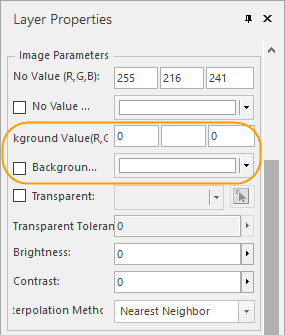 Layer Properties
Image Parameters
No Value (R,G,B): 255 216 241
No Value ...
kground Value(R,G 0 0
Backgroun...
Transparent:
Transparent Toleran 0
Brightness: 0
Contrast: 0
terpolation Metho Nearest Neighbor